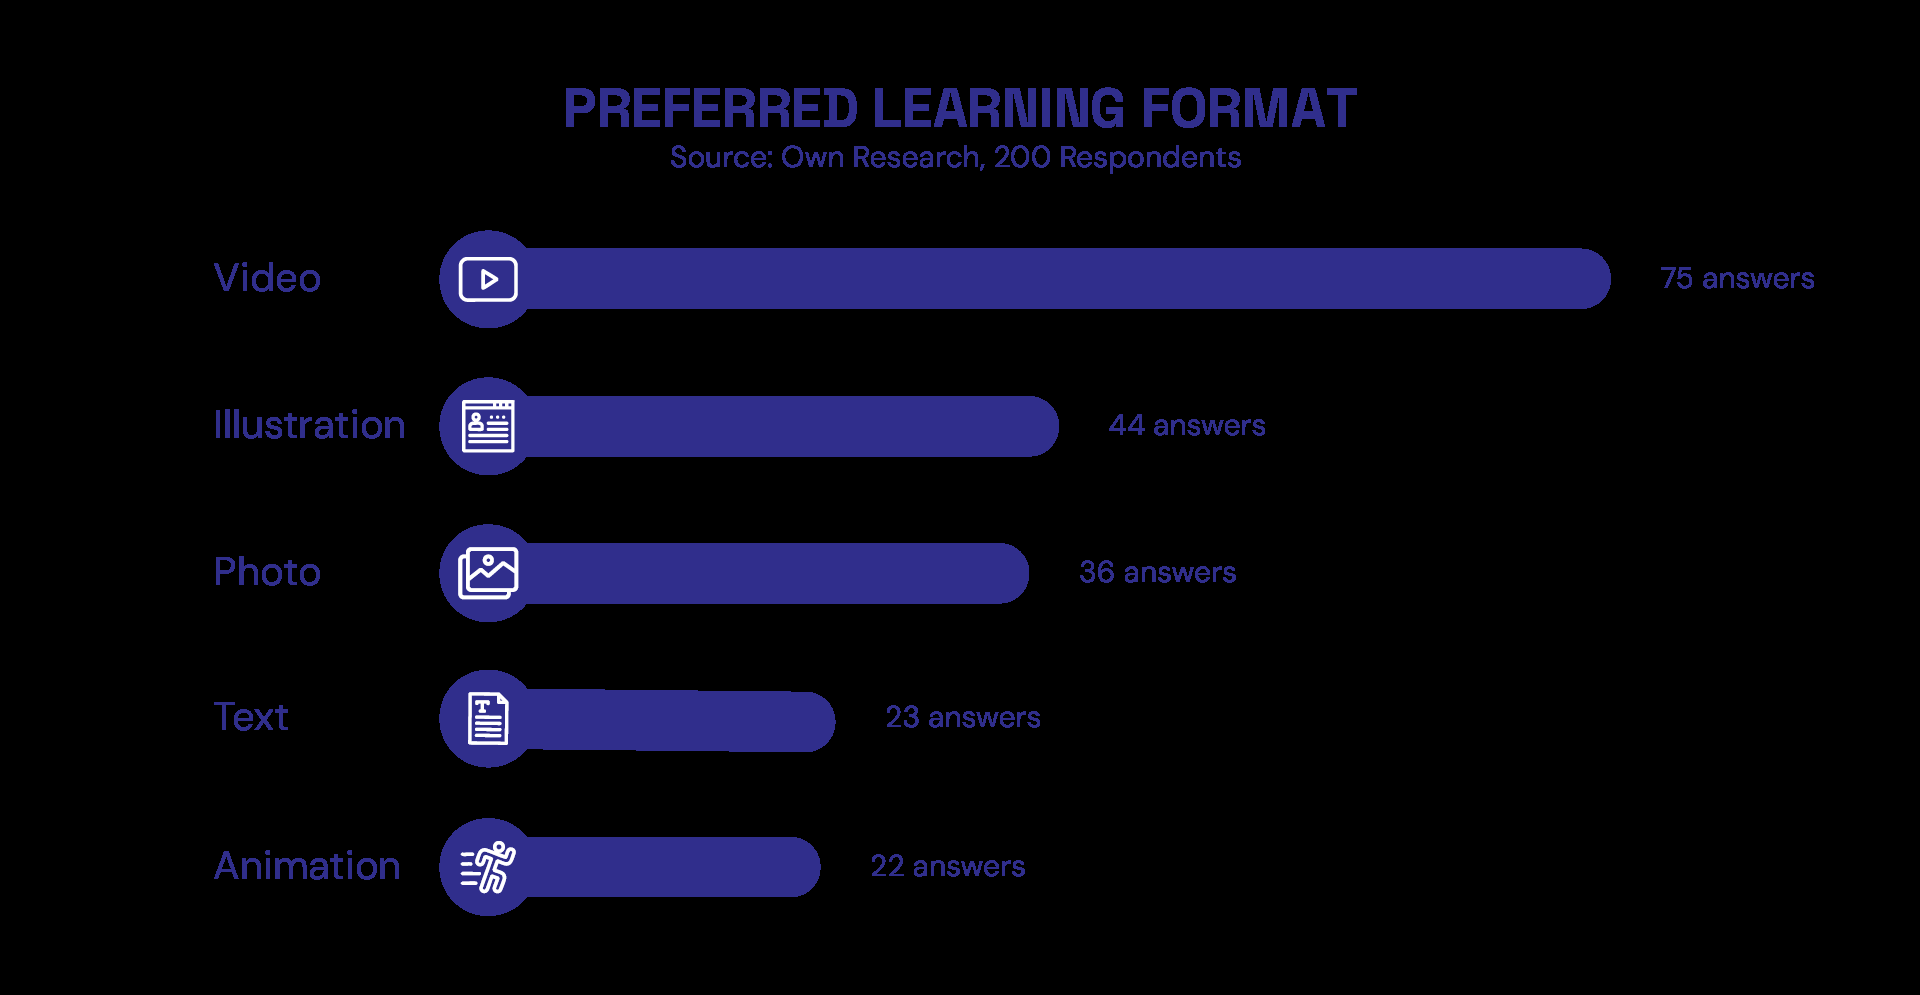 PREFERRED LEARNING FORMAT
Source: Own Research, 200 Respondents
Video 75 answers
Illustration 44 answers
Photo 36 answers
Text 23 answers
Animation 22 answers